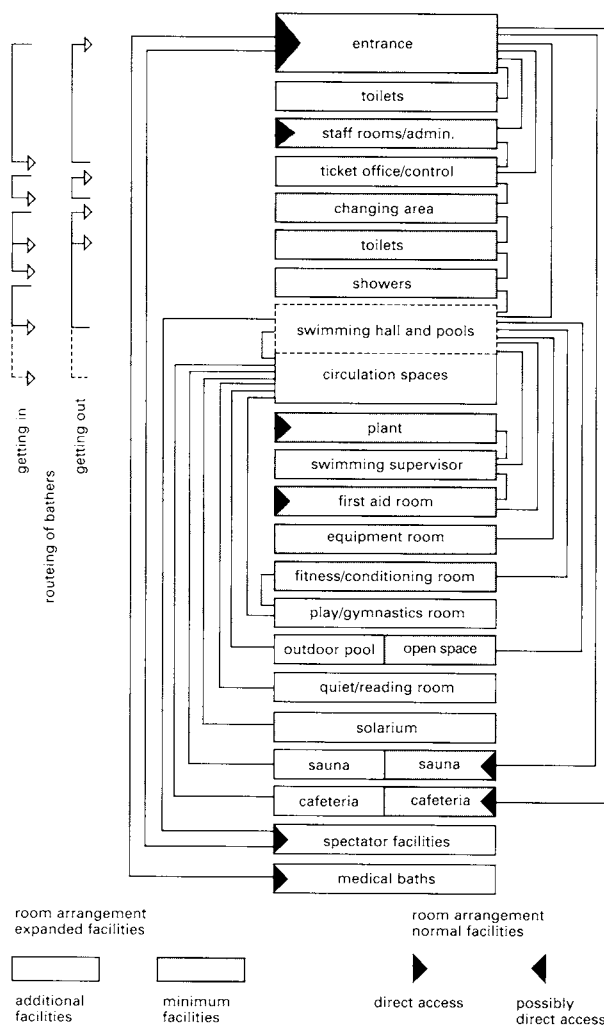 entrance
toilets
staff rooms/admin.
ticket office/control
changing area
toilets
showers
swimming hall and pools
circulation spaces
plant
swimming supervisor
first aid room
equipment room
fitness/conditioning room
play/gymnastics room
outdoor pool
open space
quiet/reading room
solarium
sauna
sauna
cafeteria
cafeteria
spectator facilities
medical baths
getting in
getting out
routeing of bathers
room arrangement
expanded facilities
additional
facilities
minimum
facilities
room arrangement
normal facilities
direct access
possibly
direct access